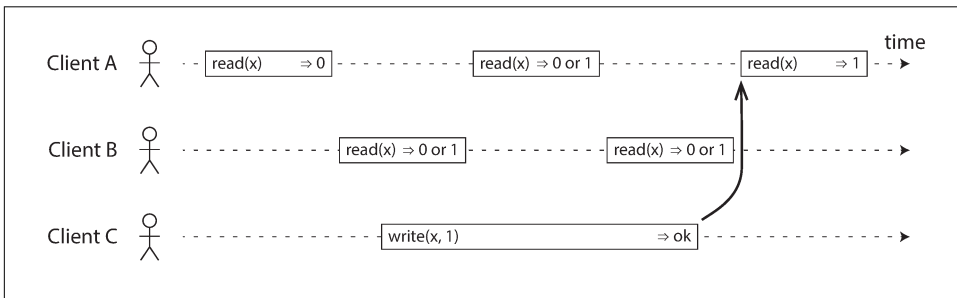 time
Client A read(x) ⇒ 0 read(x) ⇒ 0 or 1 read(x) ⇒ 1
Client B read(x) ⇒ 0 or 1 read(x) ⇒ 0 or 1
Client C write(x, 1) ⇒ ok